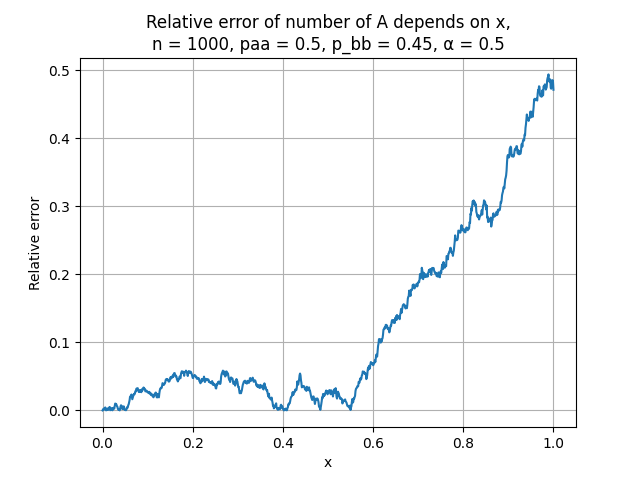 Relative error of number of A depends on x,
n = 1000, paa = 0.5, p_bb = 0.45, α = 0.5
0.5
0.4
0.3
0.2
0.1
0.0
Relative error
0.0 0.2 0.4 0.6 0.8 1.0
x